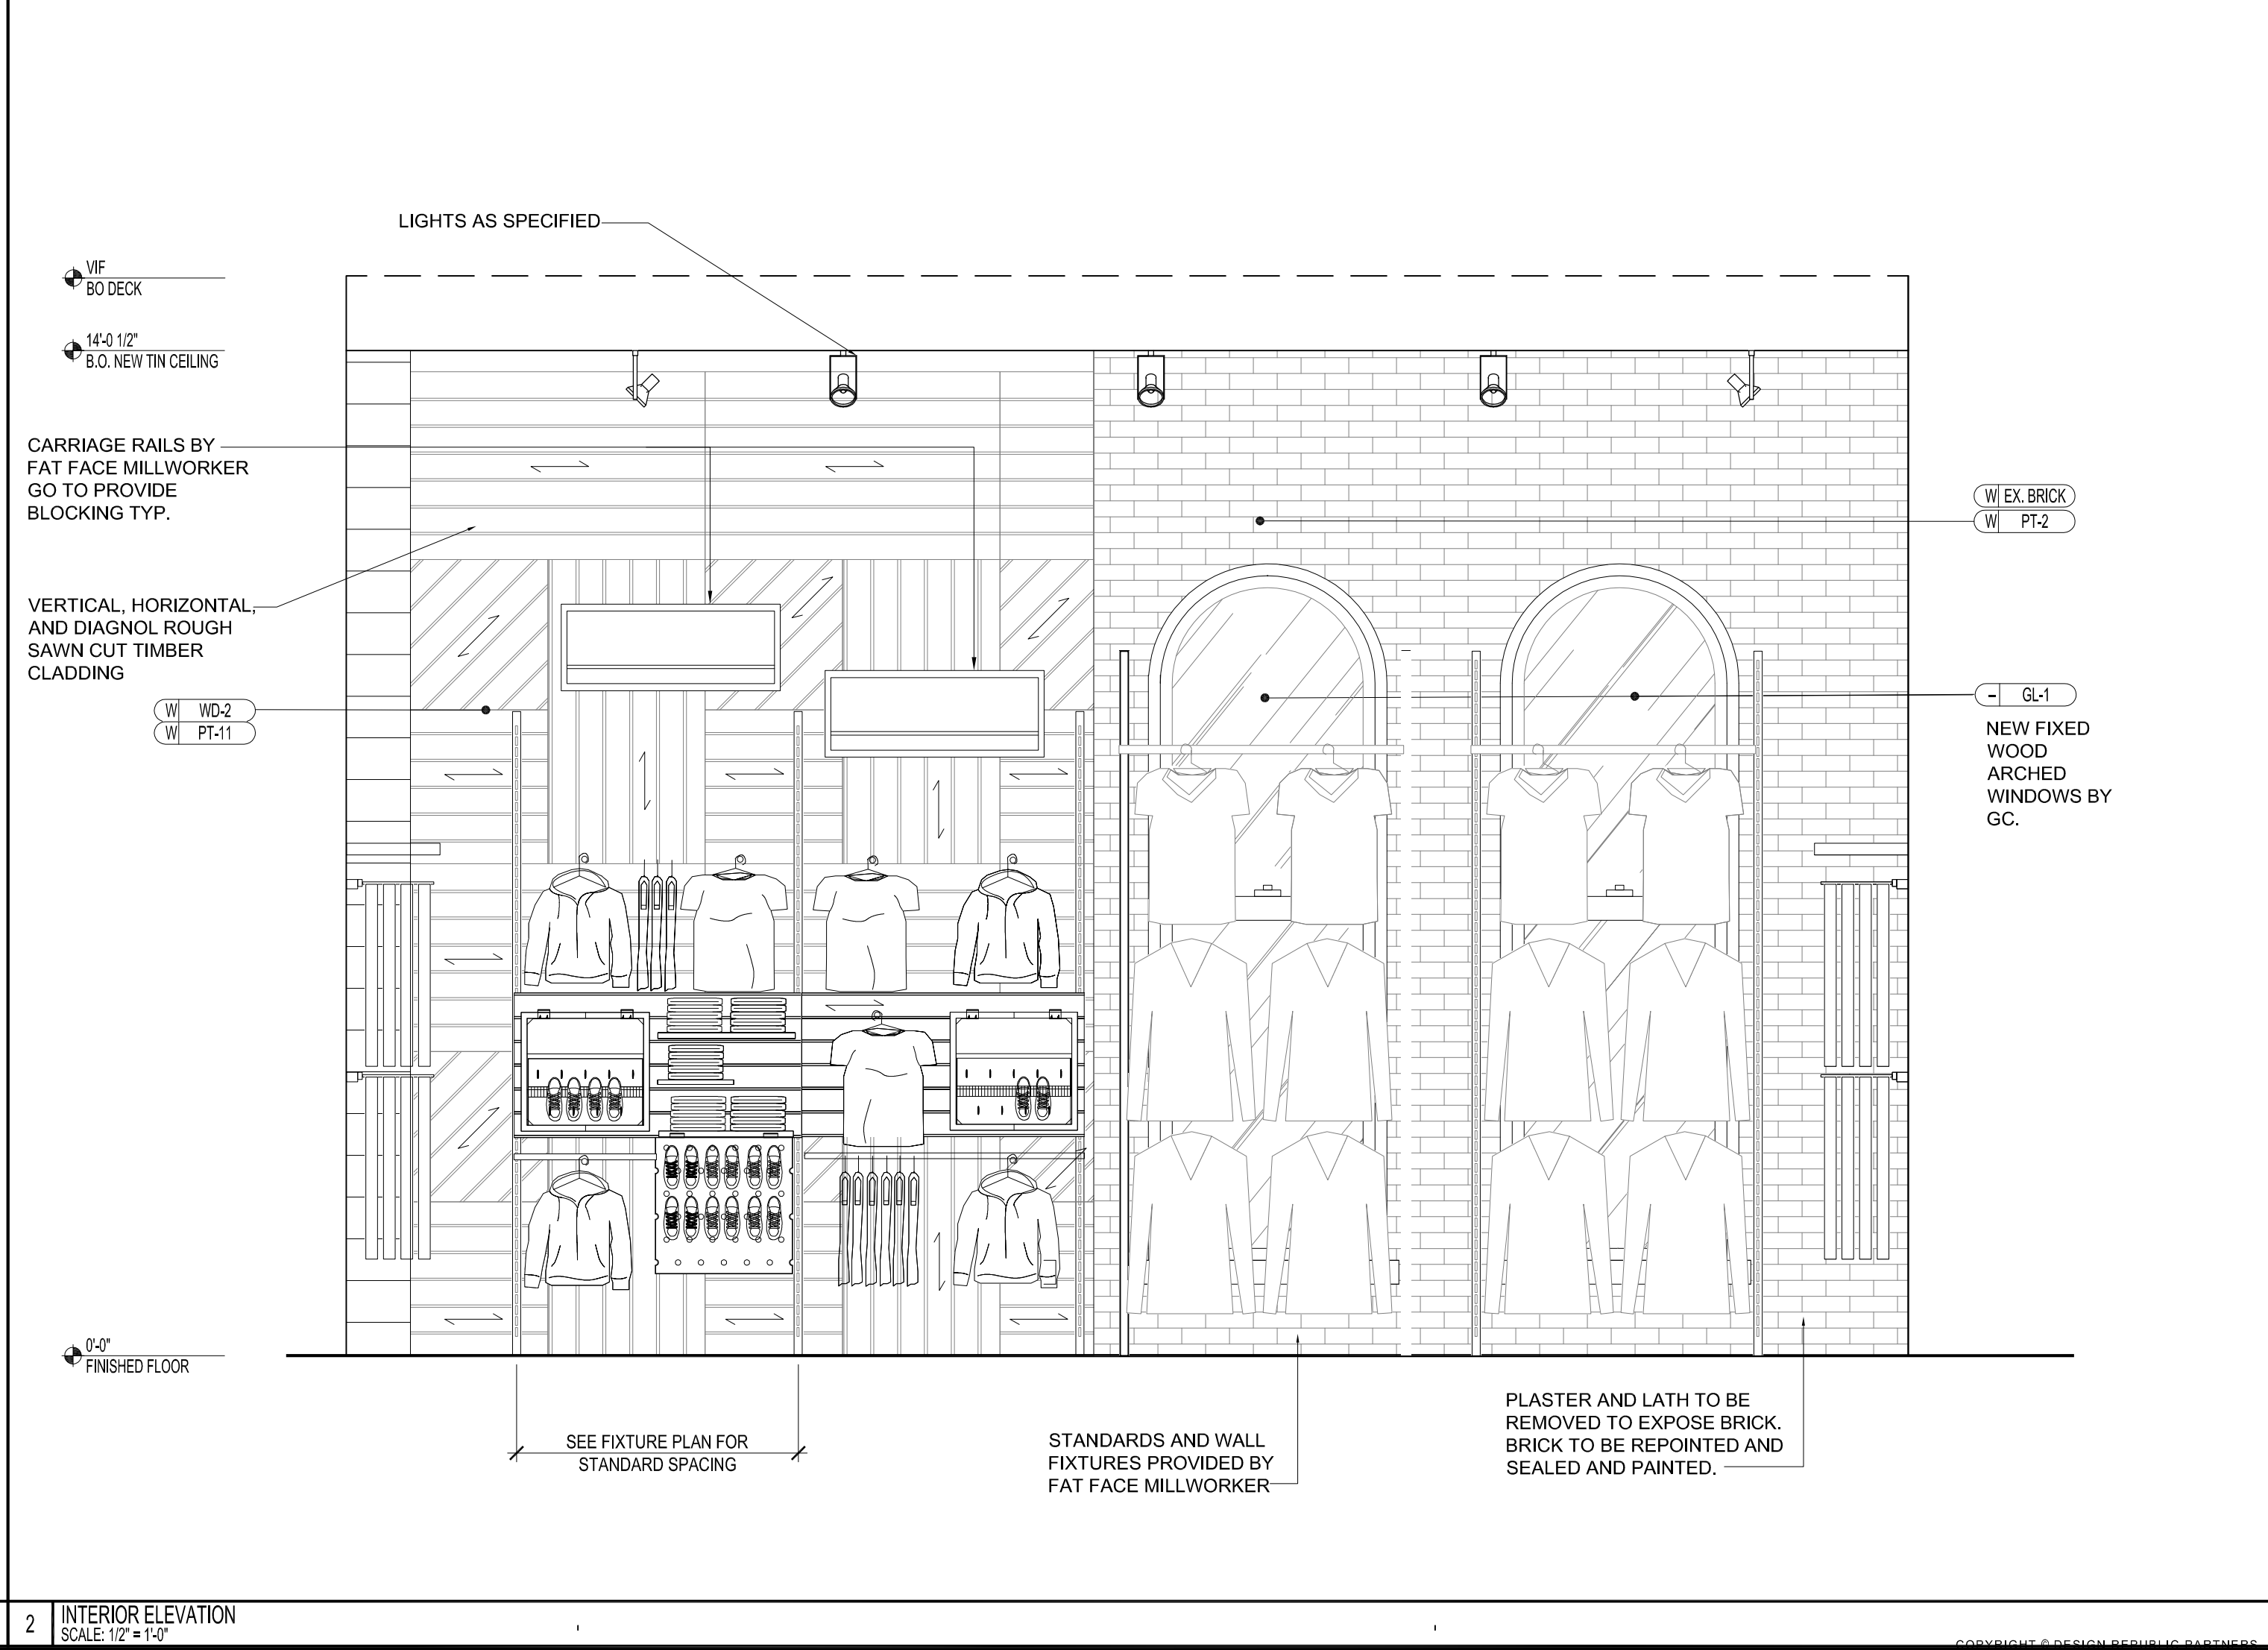 LIGHTS AS SPECIFIED
VIF
BO DECK
14'-0 1/2"
B.O. NEW TIN CEILING
CARRIAGE RAILS BY
FAT FACE MILLWORKER
GO TO PROVIDE
BLOCKING TYP.
VERTICAL, HORIZONTAL,
AND DIAGNOL ROUGH
SAWN CUT TIMBER
CLADDING
W WD-2
W PT-11
W EX. BRICK
W PT-2
- GL-1
NEW FIXED
WOOD
ARCHED
WINDOWS BY
GC.
0'-0"
FINISHED FLOOR
SEE FIXTURE PLAN FOR
STANDARD SPACING
STANDARDS AND WALL
FIXTURES PROVIDED BY
FAT FACE MILLWORKER
PLASTER AND LATH TO BE
REMOVED TO EXPOSE BRICK.
BRICK TO BE REPOINTED AND
SEALED AND PAINTED.
2 INTERIOR ELEVATION
SCALE: 1/2" = 1'-0"
COPYRIGHT © DESIGN REPUBLIC PARTNERS